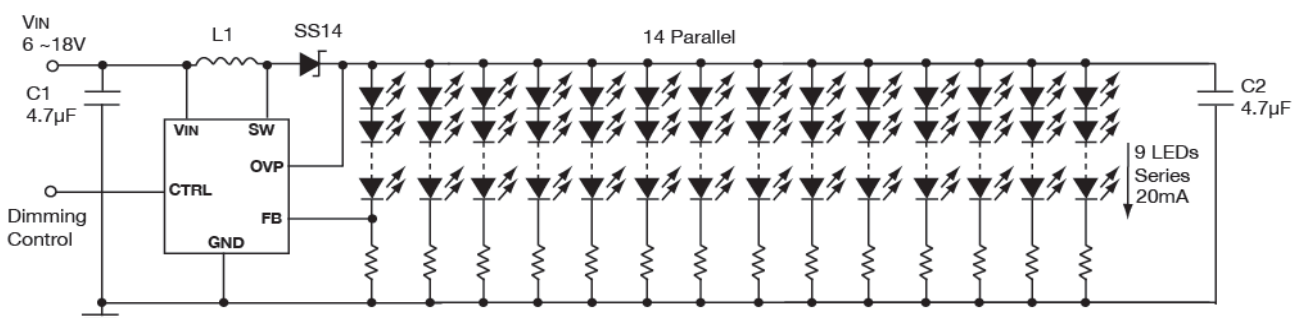 VIN
6 ~18V
L1
SS14
14 Parallel
C1
4.7µF
VIN
SW
OVP
CTRL
FB
GND
Dimming
Control
9 LEDs
Series
20mA
C2
4.7µF